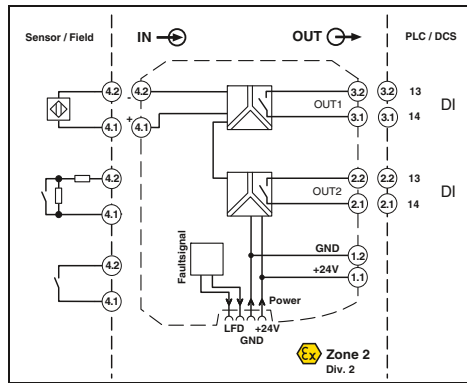 Sensor / Field
IN
OUT
PLC / DCS
4.2
-
4.2
3.2
3.2
13
OUT1
DI
4.1
+
4.1
3.1
3.1
14
4.2
2.2
2.2
13
OUT2
DI
4.1
2.1
2.1
14
4.2
Faultsignal
GND
1.2
+24V
1.1
4.1
Power
LFD
+24V
GND
Ex
Zone 2
Div. 2